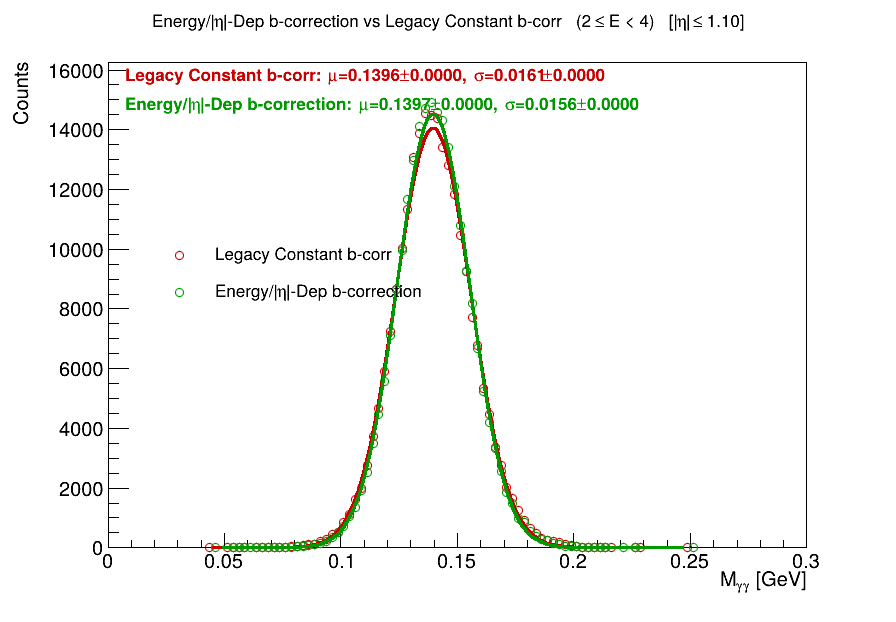 Energy/|η|-Dep b-correction vs Legacy Constant b-corr (2 ≤ E < 4) [|η| ≤ 1.10]
Counts
16000
14000
12000
10000
8000
6000
4000
2000
0
Legacy Constant b-corr: μ=0.1396±0.0000, σ=0.0161±0.0000
Energy/|η|-Dep b-correction: μ=0.1397±0.0000, σ=0.0156±0.0000
Legacy Constant b-corr
Energy/|η|-Dep b-correction
0 0.05 0.1 0.15 0.2 0.25 0.3
Mγγ [GeV]